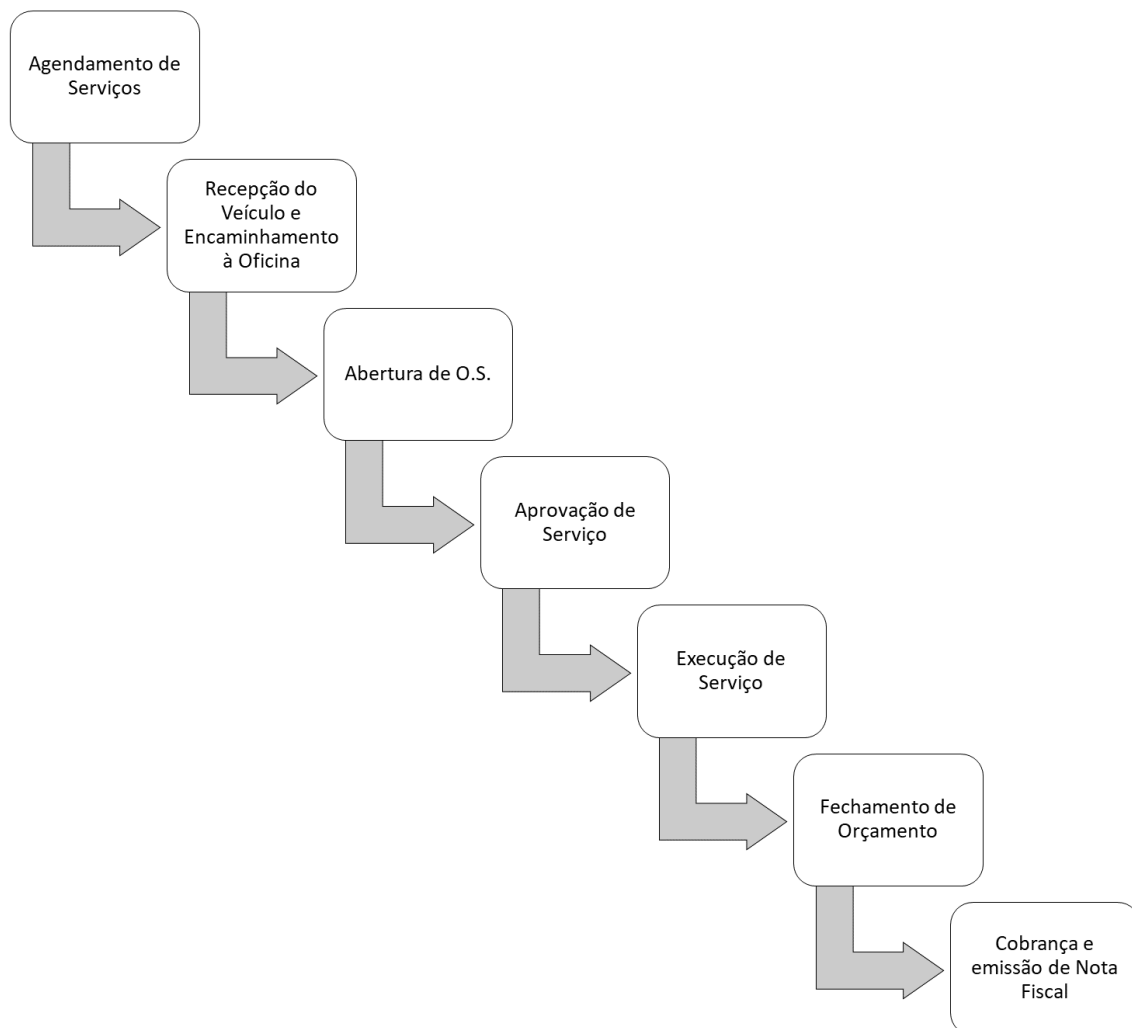 Agendamento de
Serviços
Recepção do
Veículo e
Encaminhamento
à Oficina
Abertura de O.S.
Aprovação de
Serviço
Execução de
Serviço
Fechamento de
Orçamento
Cobrança e
emissão de Nota
Fiscal